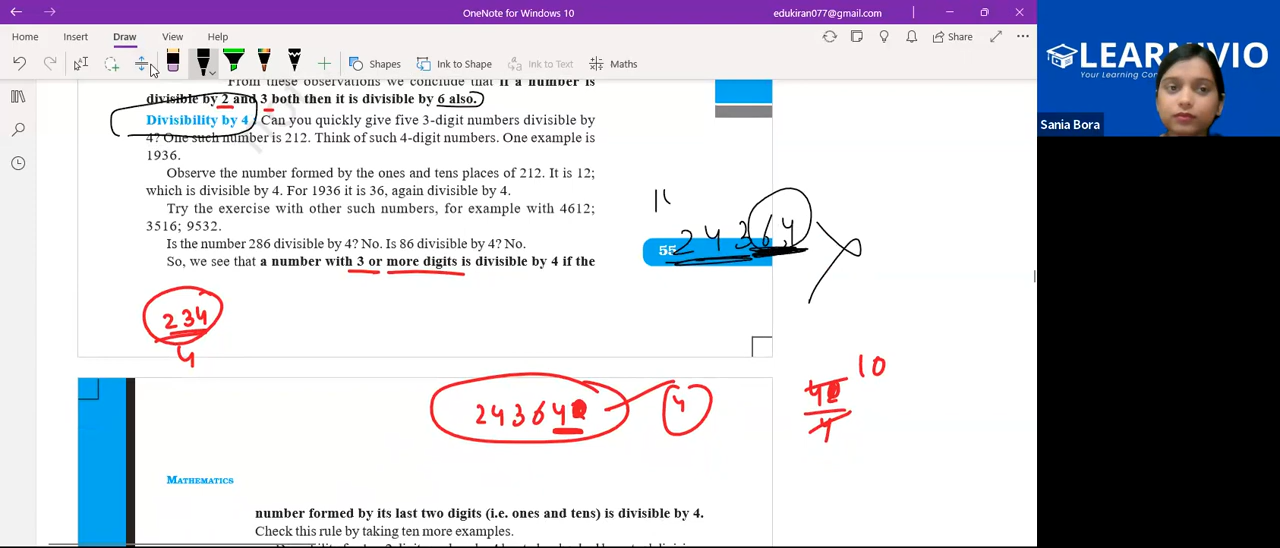 OneNote for Windows 10
edukiran077@gmail.com
Home Insert Draw View Help
Share
Shapes Ink to Shape Ink to Text Maths
LEARNIVIO
Your Learning
Sania Bora
From these observations we conclude that if a number is
divisible by 2 and 3 both then it is divisible by 6 also.
Divisibility by 4 : Can you quickly give five 3-digit numbers divisible by
4? One such number is 212. Think of such 4-digit numbers. One example is
1936.
Observe the number formed by the ones and tens places of 212. It is 12;
which is divisible by 4. For 1936 it is 36, again divisible by 4.
Try the exercise with other such numbers, for example with 4612;
3516; 9532.
Is the number 286 divisible by 4? No. Is 86 divisible by 4? No.
So, we see that a number with 3 or more digits is divisible by 4 if the
55
24364
234
4
24364
4
10
4
4
MATHEMATICS
number formed by its last two digits (i.e. ones and tens) is divisible by 4.
Check this rule by taking ten more examples.